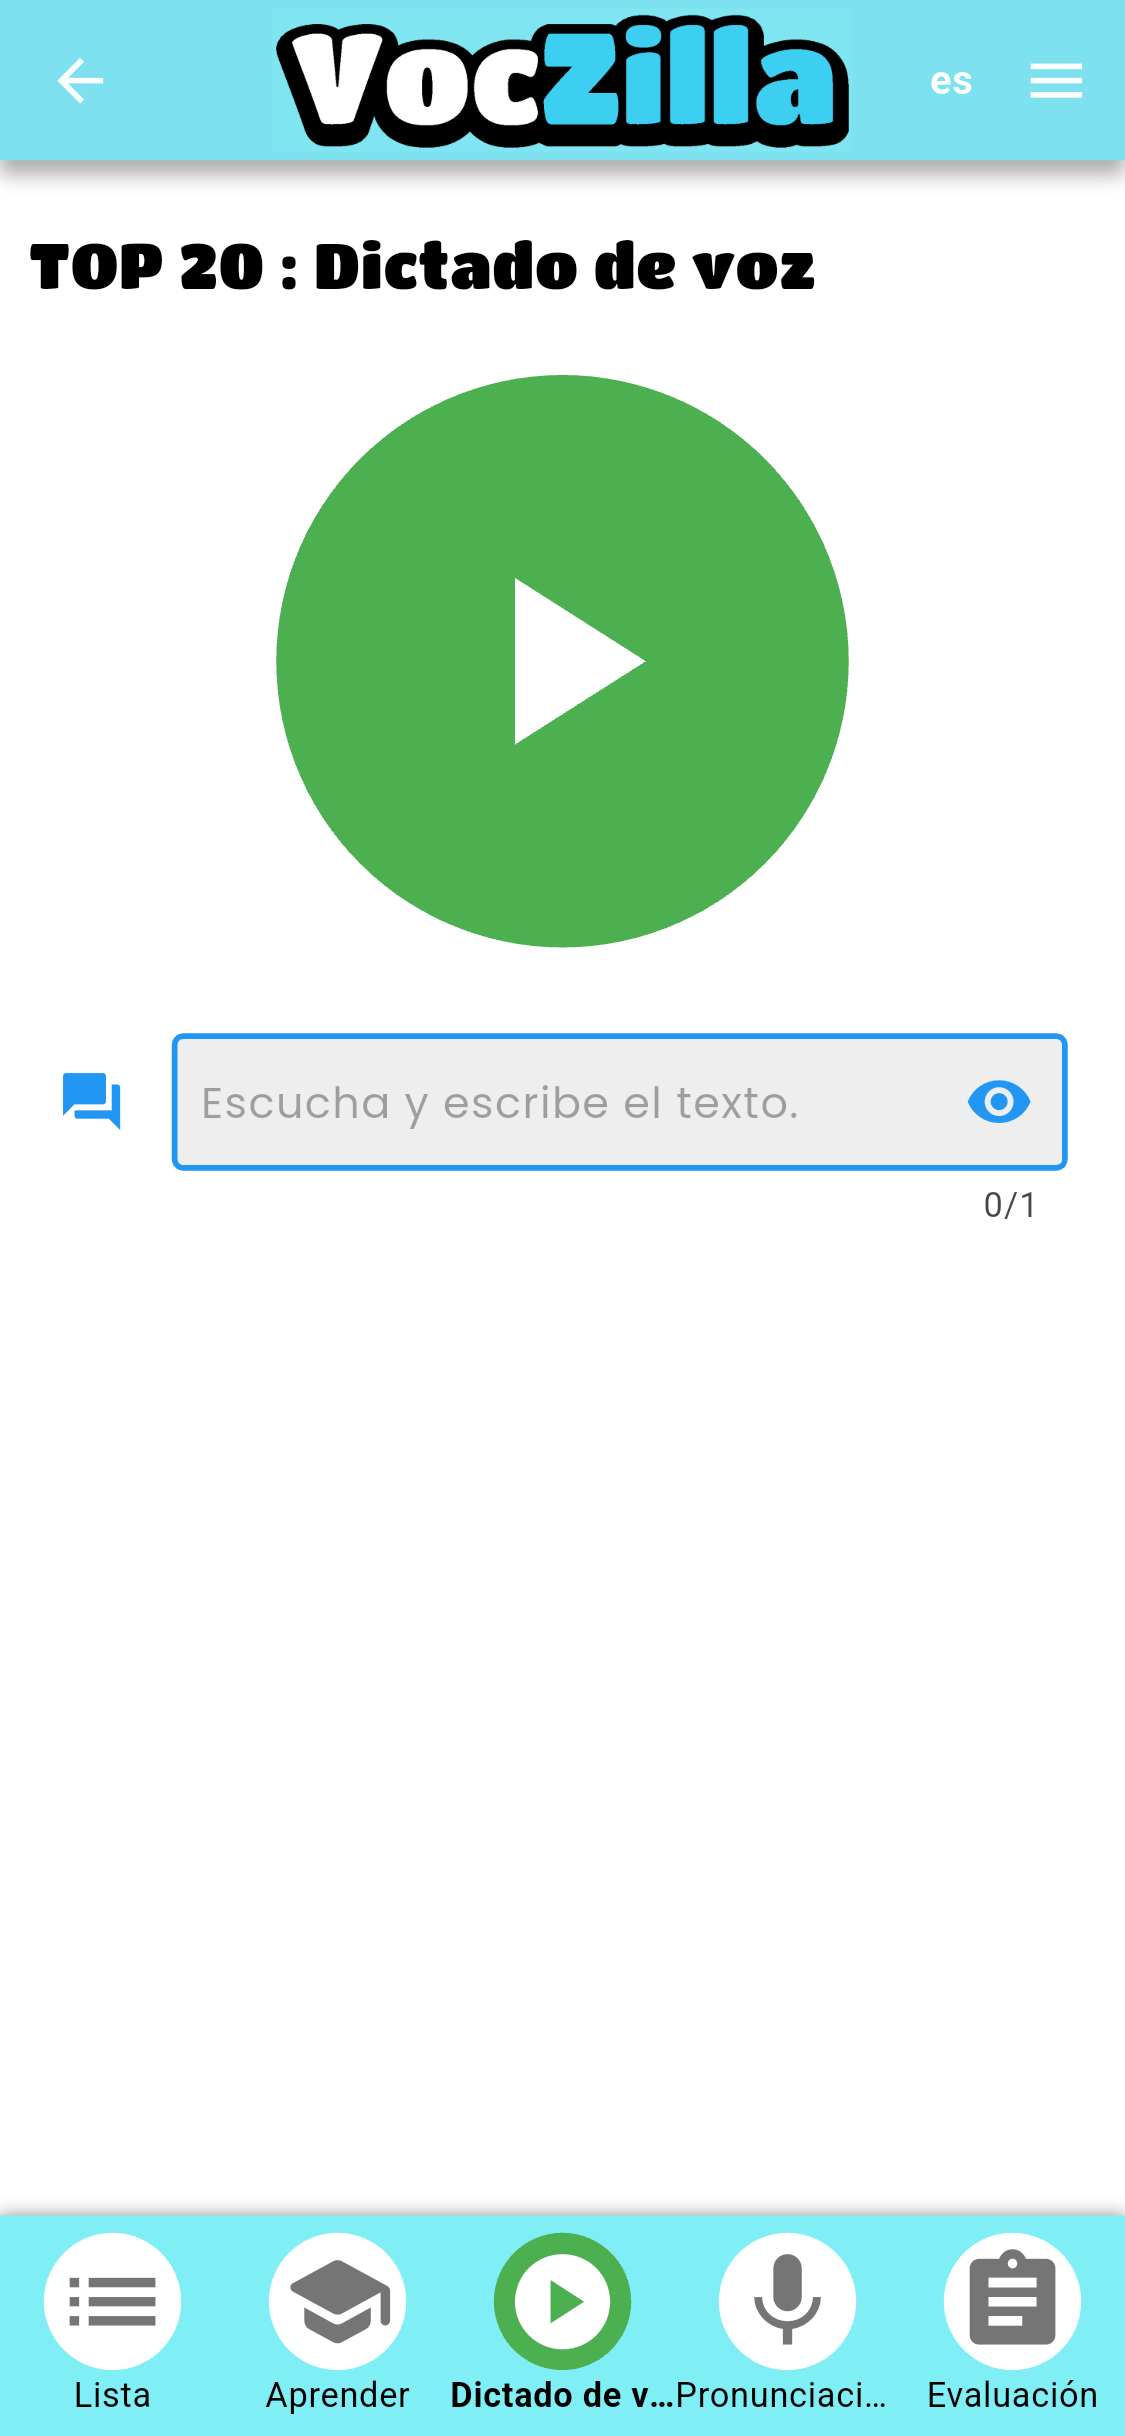 VocZilla
es
TOP 20 : Dictado de voz
Escucha y escribe el texto.
0/1
Lista
Aprender
Dictado de v...
Pronunciaci...
Evaluación